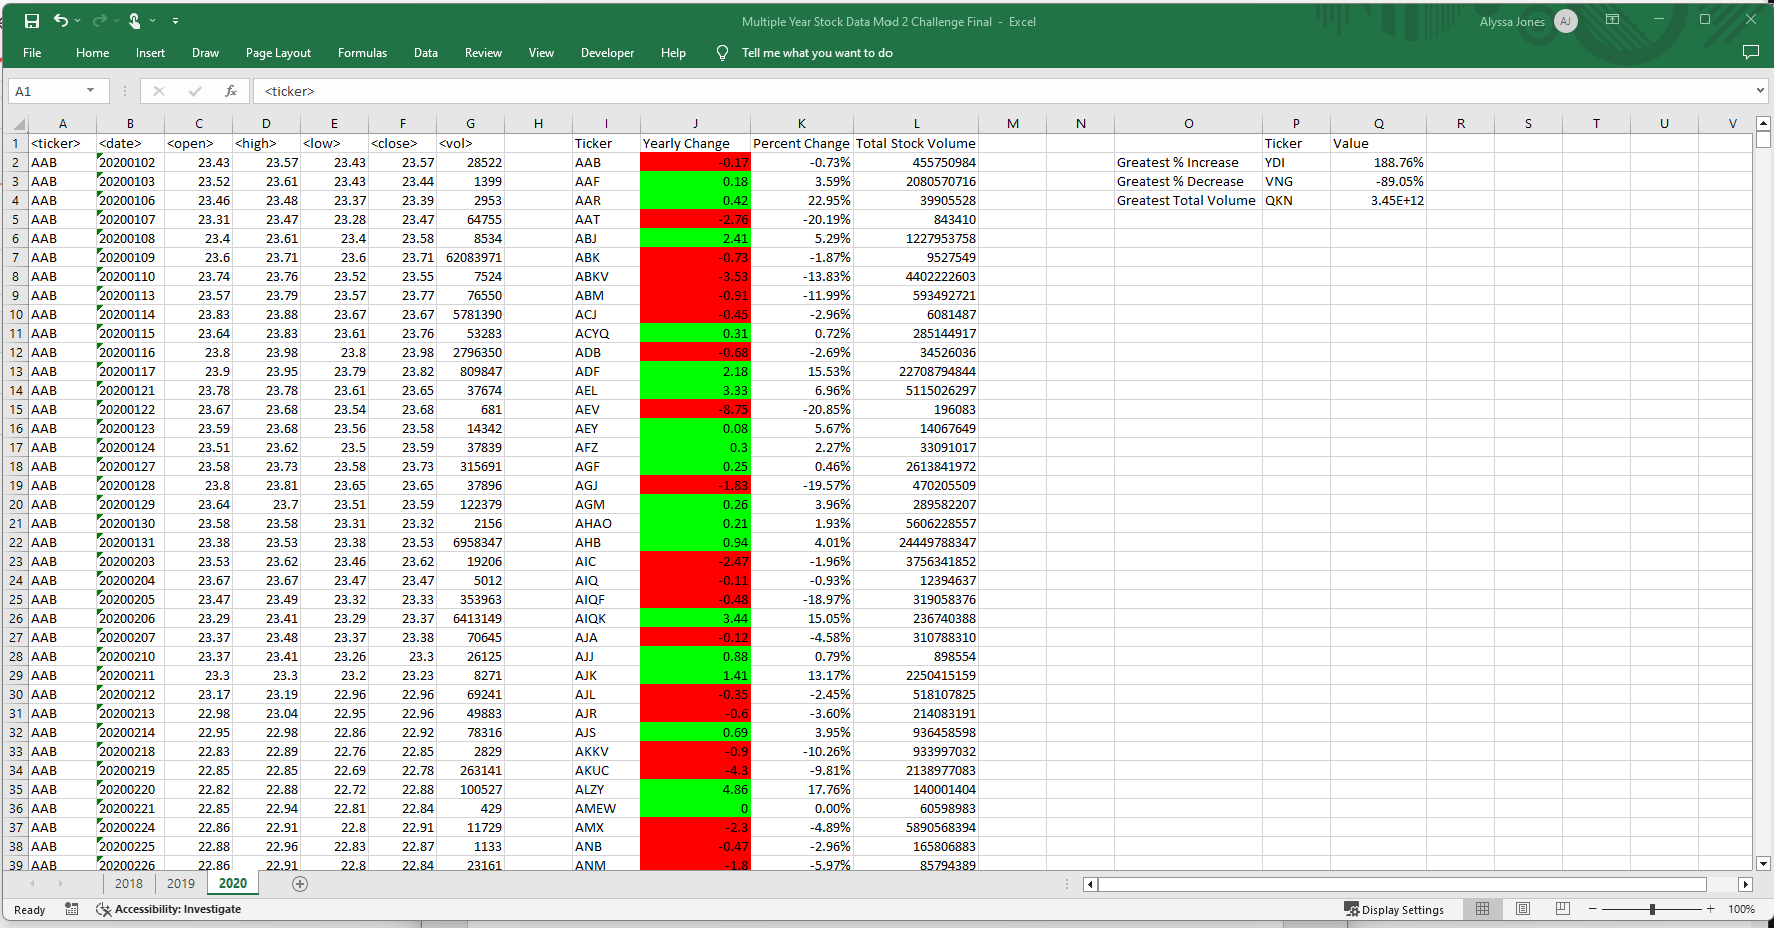 Multiple Year Stock Data Mod 2 Challenge Final - Excel Alyssa Jones AJ
File Home Insert Draw Page Layout Formulas Data Review View Developer Help Tell me what you want to do
A1 fx <ticker>
A B C D E F G H I J K L M N O P Q R S T U V
1 <ticker> <date> <open> <high> <low> <close> <vol> Ticker Yearly Change Percent Change Total Stock Volume Ticker Value
2 AAB 20200102 23.43 23.57 23.43 23.57 28522 AAB -0.17 -0.73% 455750984 Greatest % Increase YDI 188.76%
3 AAB 20200103 23.52 23.61 23.43 23.44 1399 AAF 0.18 3.59% 2080570716 Greatest % Decrease VNG -89.05%
4 AAB 20200106 23.46 23.48 23.37 23.39 2953 AAR 0.42 22.95% 39905528 Greatest Total Volume QKN 3.45E+12
5 AAB 20200107 23.31 23.47 23.28 23.47 64755 AAT -2.76 -20.19% 843410
6 AAB 20200108 23.4 23.61 23.4 23.58 8534 ABJ 2.41 5.29% 1227953758
7 AAB 20200109 23.6 23.71 23.6 23.71 62083971 ABK -0.73 -1.87% 9527549
8 AAB 20200110 23.74 23.76 23.52 23.55 7524 ABKV -3.53 -13.83% 4402222603
9 AAB 20200113 23.57 23.79 23.57 23.77 76550 ABM -0.91 -11.99% 593492721
10 AAB 20200114 23.83 23.88 23.67 23.67 5781390 ACJ -0.45 -2.96% 6081487
11 AAB 20200115 23.64 23.83 23.61 23.76 53283 ACYQ 0.31 0.72% 285144917
12 AAB 20200116 23.8 23.98 23.8 23.98 2796350 ADB -0.68 -2.69% 34526036
13 AAB 20200117 23.9 23.95 23.79 23.82 809847 ADF 2.18 15.53% 22708794844
14 AAB 20200121 23.78 23.78 23.61 23.65 37674 AEL 3.33 6.96% 5115026297
15 AAB 20200122 23.67 23.68 23.54 23.68 681 AEV -8.75 -20.85% 196083
16 AAB 20200123 23.59 23.68 23.56 23.58 14342 AEY 0.08 5.67% 14067649
17 AAB 20200124 23.51 23.62 23.5 23.59 37839 AFZ 0.3 2.27% 33091017
18 AAB 20200127 23.58 23.73 23.58 23.73 315691 AGF 0.25 0.46% 2613841972
19 AAB 20200128 23.8 23.81 23.65 23.65 37896 AGJ -1.83 -19.57% 470205509
20 AAB 20200129 23.64 23.7 23.51 23.59 122379 AGM 0.26 3.96% 289582207
21 AAB 20200130 23.58 23.58 23.31 23.32 2156 AHAO 0.21 1.93% 5606228557
22 AAB 20200131 23.38 23.53 23.38 23.53 6958347 AHB 0.94 4.01% 24449788347
23 AAB 20200203 23.53 23.62 23.46 23.62 19206 AIC -2.47 -1.96% 3756341852
24 AAB 20200204 23.67 23.67 23.47 23.47 5012 AIQ -0.11 -0.93% 12394637
25 AAB 20200205 23.47 23.49 23.32 23.33 353963 AIQF -0.48 -18.97% 319058376
26 AAB 20200206 23.29 23.41 23.29 23.37 6413149 AIQK 3.44 15.05% 236740388
27 AAB 20200207 23.37 23.48 23.37 23.38 70645 AJA -0.12 -4.58% 310788310
28 AAB 20200210 23.37 23.41 23.26 23.3 26125 AJJ 0.88 0.79% 898554
29 AAB 20200211 23.3 23.3 23.2 23.23 8271 AJK 1.41 13.17% 2250415159
30 AAB 20200212 23.17 23.19 22.96 22.96 69241 AJL -0.35 -2.45% 518107825
31 AAB 20200213 22.98 23.04 22.95 22.96 49883 AJR -0.6 -3.60% 214083191
32 AAB 20200214 22.95 22.98 22.86 22.92 78316 AJS 0.69 3.95% 936458598
33 AAB 20200218 22.83 22.89 22.76 22.85 2829 AKKV -0.9 -10.26% 933997032
34 AAB 20200219 22.85 22.85 22.69 22.78 263141 AKUC -4.3 -9.81% 2138977083
35 AAB 20200220 22.82 22.88 22.72 22.88 100527 ALZY 4.86 17.76% 140001404
36 AAB 20200221 22.85 22.94 22.81 22.84 429 AMEW 0 0.00% 60598983
37 AAB 20200224 22.86 22.91 22.8 22.91 11729 AMX -2.3 -4.89% 5890568394
38 AAB 20200225 22.88 22.96 22.83 22.87 1133 ANB -0.47 -2.96% 165806883
39 AAB 20200226 22.86 22.91 22.8 22.84 23161 ANM -1.8 -5.97% 85794389
2018 2019 2020
Ready Accessibility: Investigate Display Settings 100%